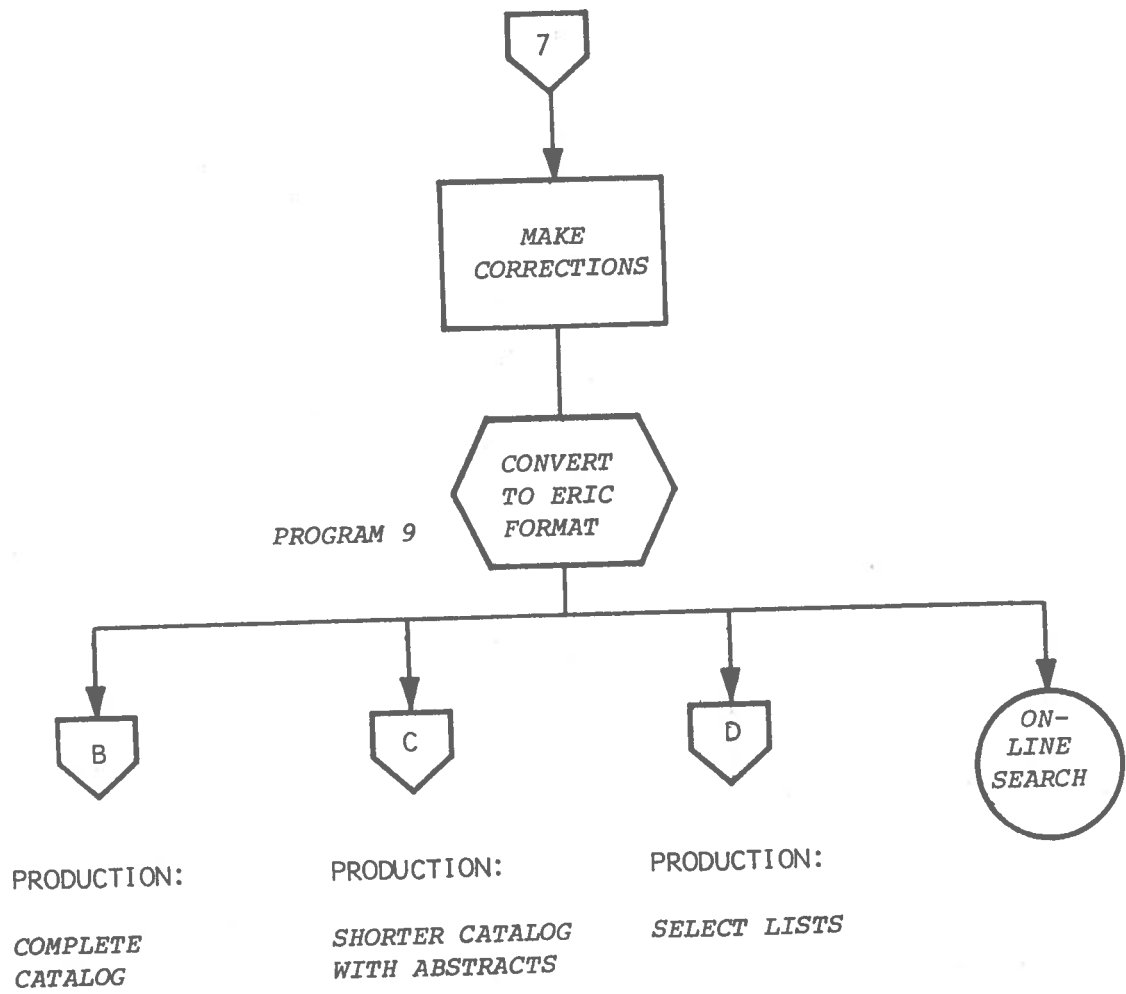 7
MAKE
CORRECTIONS
CONVERT
TO ERIC
FORMAT
PROGRAM 9
B
C
D
ON-
LINE
SEARCH
PRODUCTION:
COMPLETE
CATALOG
PRODUCTION:
SHORTER CATALOG
WITH ABSTRACTS
PRODUCTION:
SELECT LISTS